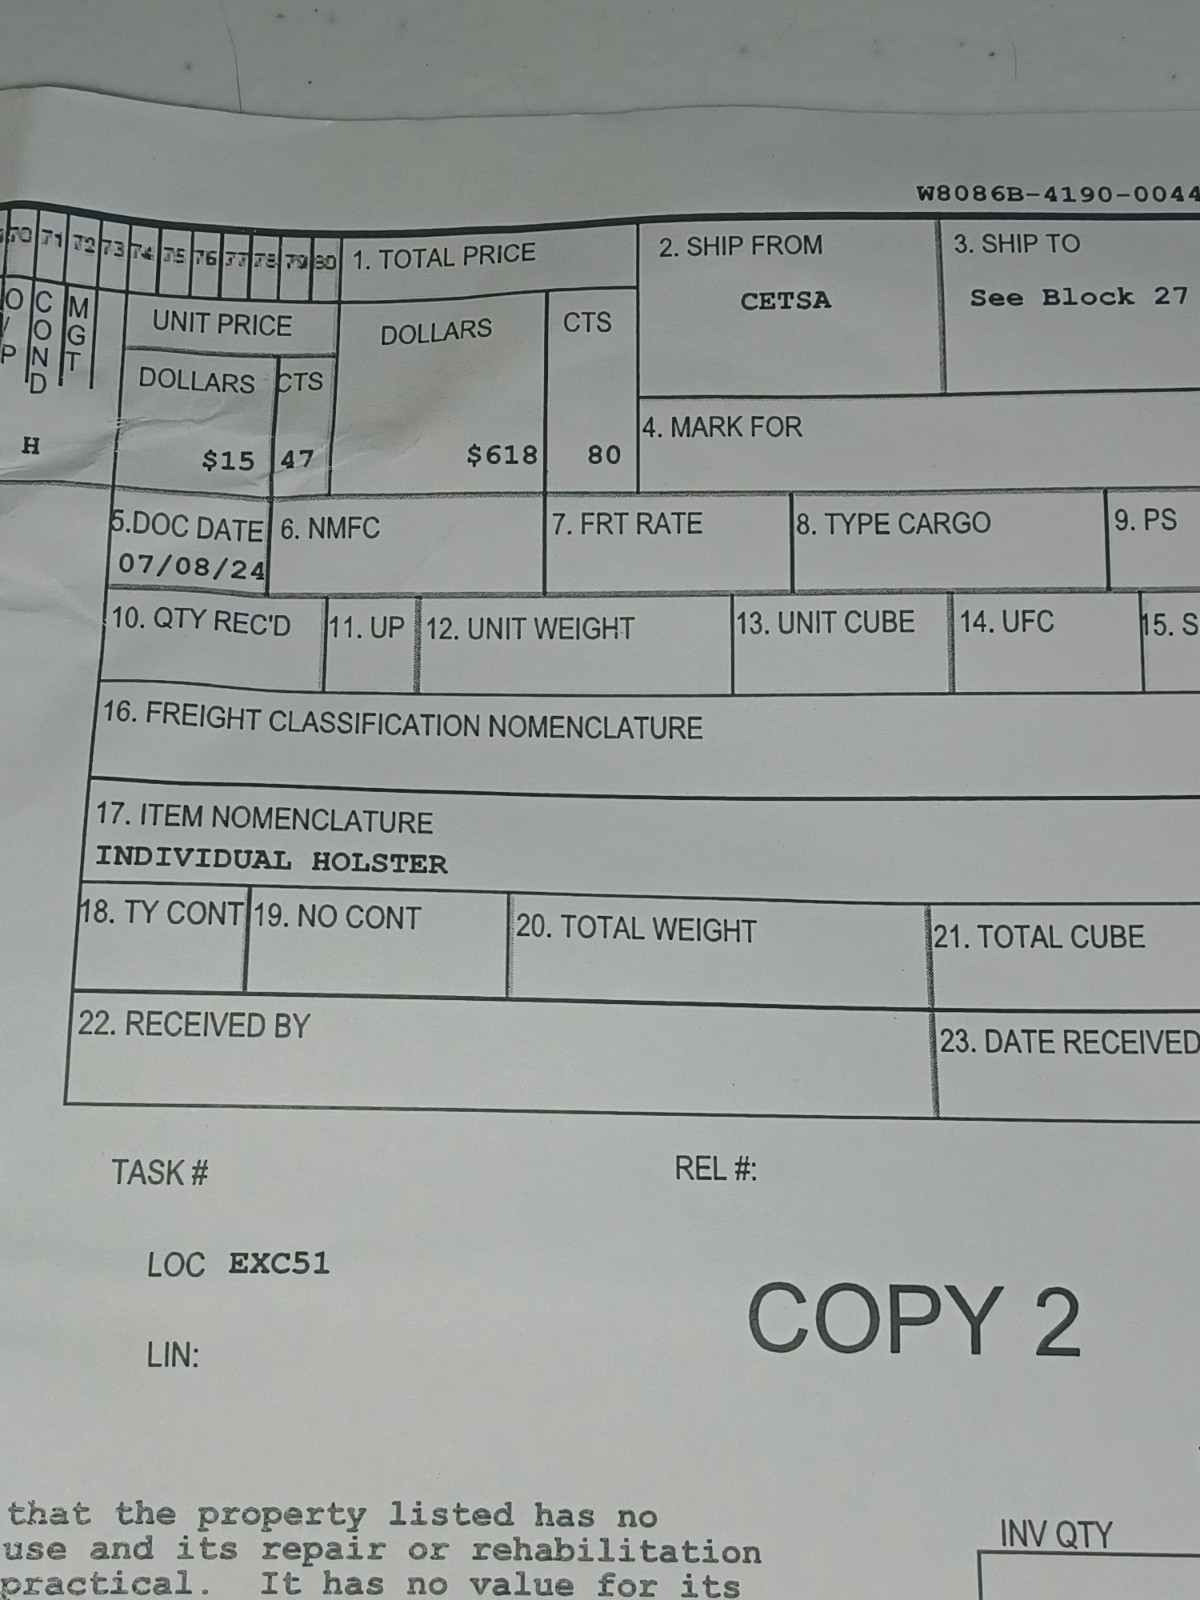 W8086B-4190-0044
70 71 72 73 74 75 76 77 78 79 80
1. TOTAL PRICE
2. SHIP FROM
3. SHIP TO
CETSA
See Block 27
O/P COND MGT
UNIT PRICE
DOLLARS CTS
DOLLARS CTS
4. MARK FOR
H
$15 47
$618 80
5.DOC DATE
07/08/24
6. NMFC
7. FRT RATE
8. TYPE CARGO
9. PS
10. QTY REC'D
11. UP
12. UNIT WEIGHT
13. UNIT CUBE
14. UFC
15. S
16. FREIGHT CLASSIFICATION NOMENCLATURE
17. ITEM NOMENCLATURE
INDIVIDUAL HOLSTER
18. TY CONT
19. NO CONT
20. TOTAL WEIGHT
21. TOTAL CUBE
22. RECEIVED BY
23. DATE RECEIVED
TASK #
REL #:
LOC EXC51
COPY 2
LIN:
that the property listed has no
use and its repair or rehabilitation
practical. It has no value for its
INV QTY